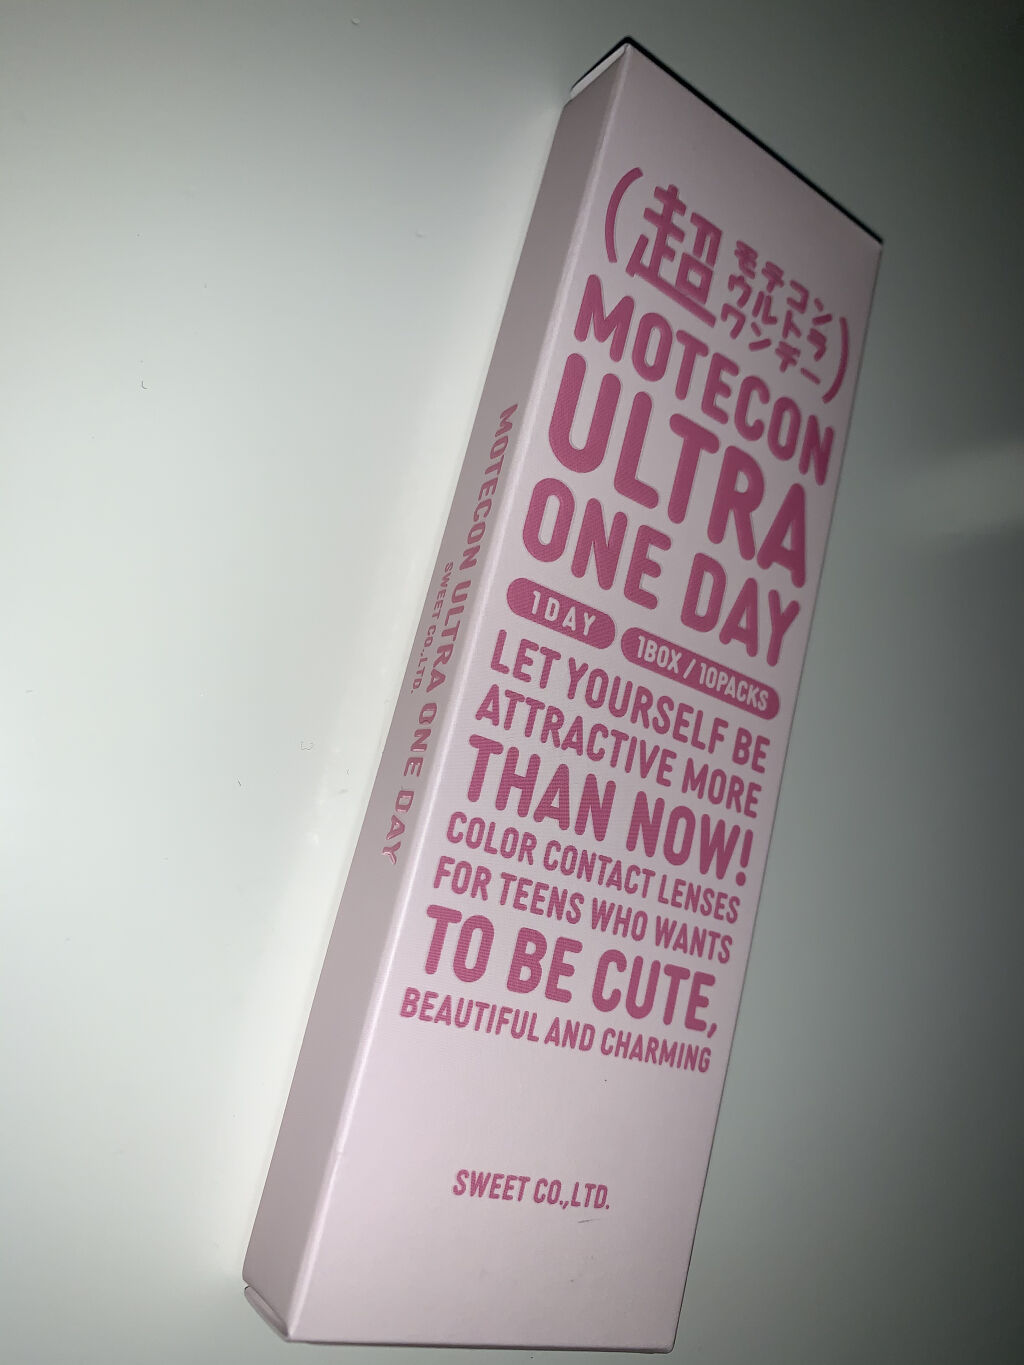 (超 モテコン
ウルトラ
ワンデー)
MOTECON
ULTRA
ONE DAY
1DAY
1BOX / 10PACKS
LET YOURSELF BE
ATTRACTIVE MORE
THAN NOW!
COLOR CONTACT LENSES
FOR TEENS WHO WANTS
TO BE CUTE,
BEAUTIFUL AND CHARMING
SWEET CO.,LTD.
MOTECON ULTRA ONE DAY
SWEET CO.,LTD.